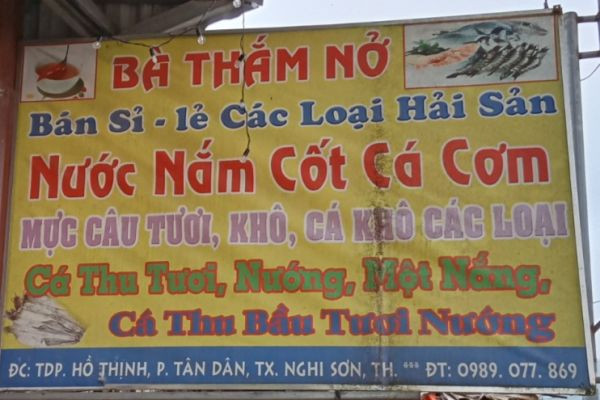 BÀ THẮM NỞ
Bán Sỉ - lẻ Các Loại Hải Sản
Nước Nắm Cốt Cá Cơm
MỰC CÂU TƯƠI, KHÔ, CÁ KHÔ CÁC LOẠI
Cá Thu Tươi, Nướng, Một Nắng,
Cá Thu Bầu Tươi Nướng
ĐC: TDP. HỒ THỊNH, P. TÂN DÂN, TX. NGHI SƠN, TH. *** ĐT: 0989. 077. 869